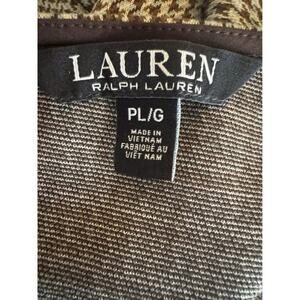 LAUREN
RALPH LAUREN
PL/G
MADE IN
VIETNAM
FABRIQUÉ AU
VIÊT NAM